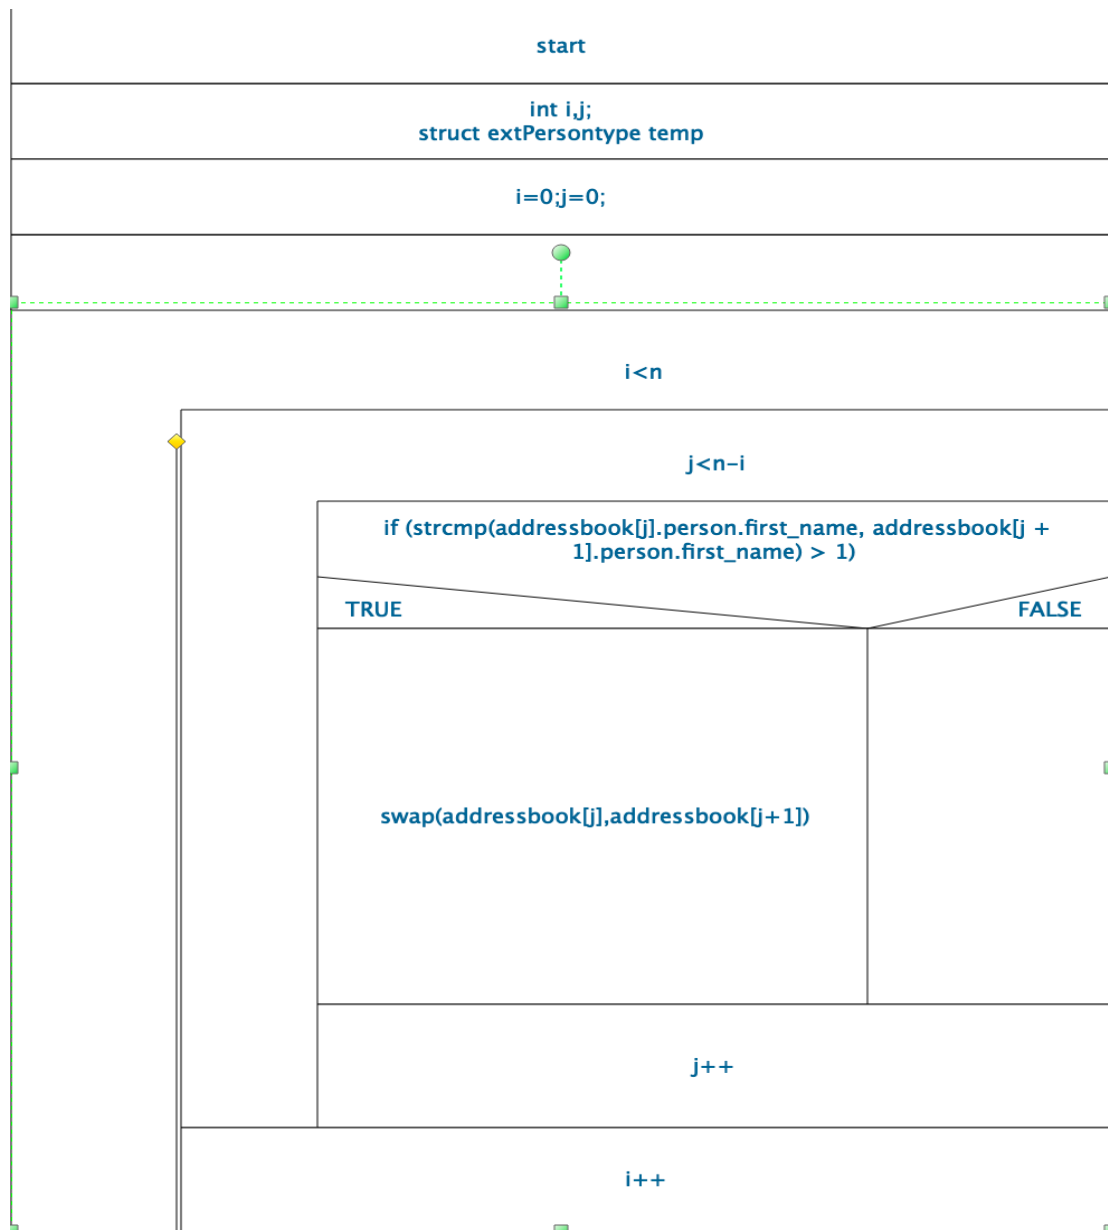 start
int i,j;
struct extPersontype temp
i=0;j=0;
i<n
j<n-i
if (strcmp(addressbook[j].person.first_name, addressbook[j +
1].person.first_name) > 1)
TRUE
FALSE
swap(addressbook[j],addressbook[j+1])
j++
i++